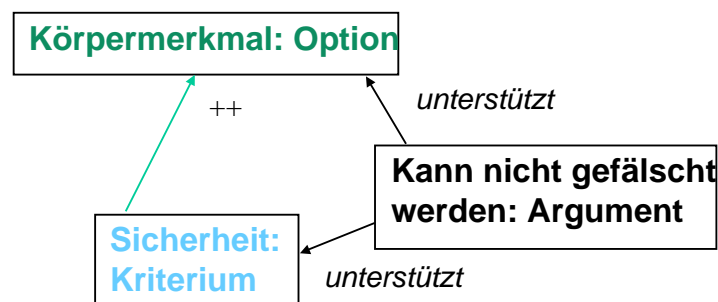 Körpermerkmal: Option
++
unterstützt
Kann nicht gefälscht
werden: Argument
Sicherheit:
Kriterium
unterstützt